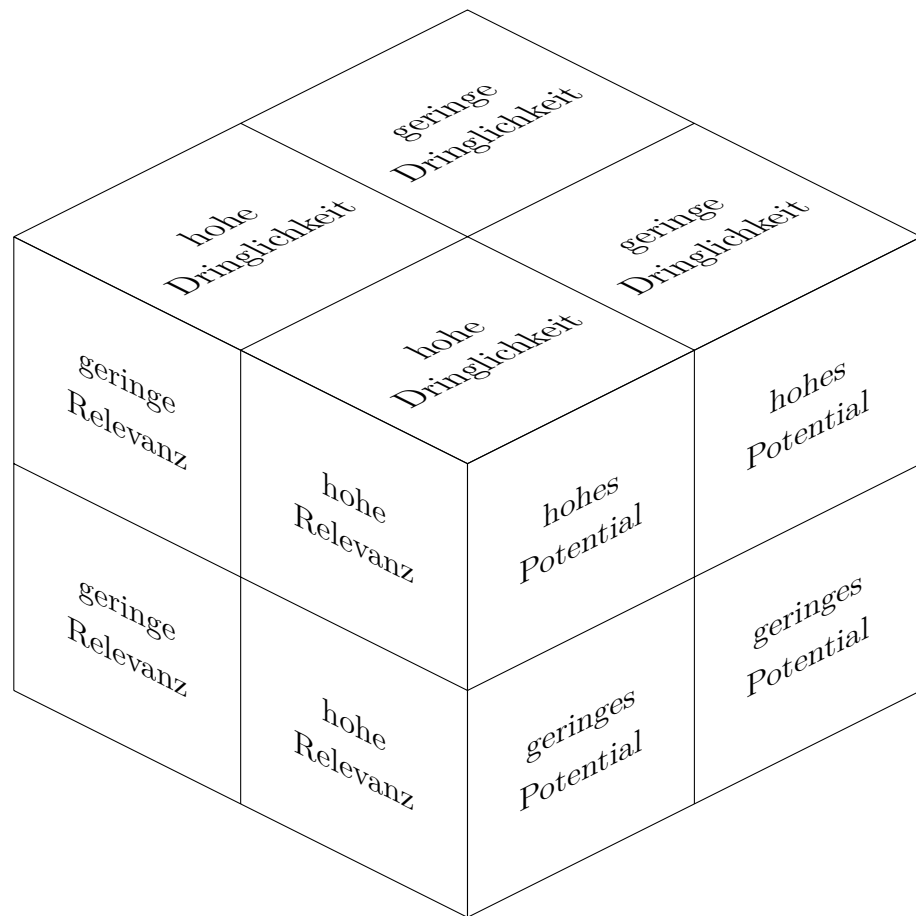 geringe
Dringlichkeit
hohe
Dringlichkeit
geringe
Dringlichkeit
hohe
Dringlichkeit
geringe
Relevanz
hohe
Relevanz
hohes
Potential
hohes
Potential
geringe
Relevanz
hohe
Relevanz
geringes
Potential
geringes
Potential